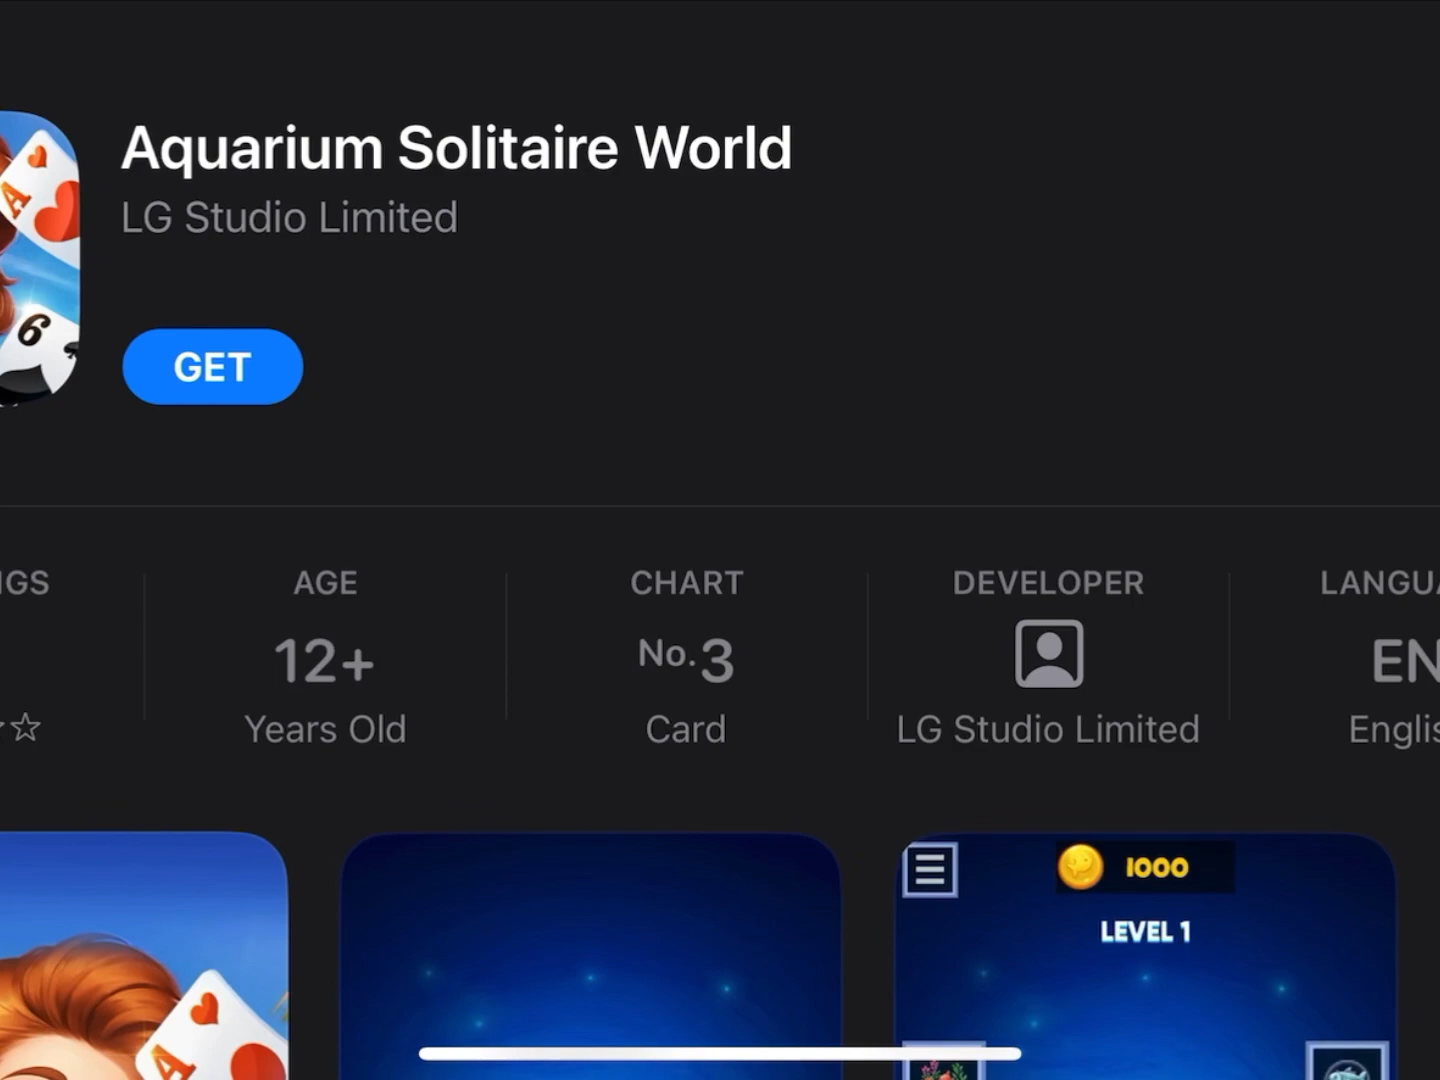 Aquarium Solitaire World
LG Studio Limited
GET
AGE
CHART
DEVELOPER
12+
No.3
Years Old
Card
LG Studio Limited
1000
LEVEL 1
A
6
A